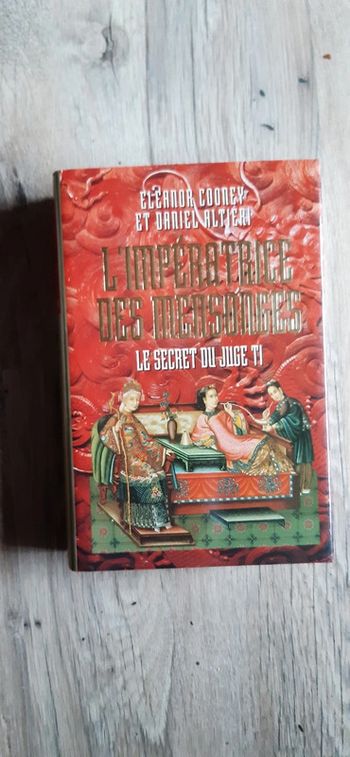 ELEANOR COONEY
ET DANIEL ALTIERI
L'IMPÉRATRICE
DES MENSONGES
LE SECRET DU JUGE TI